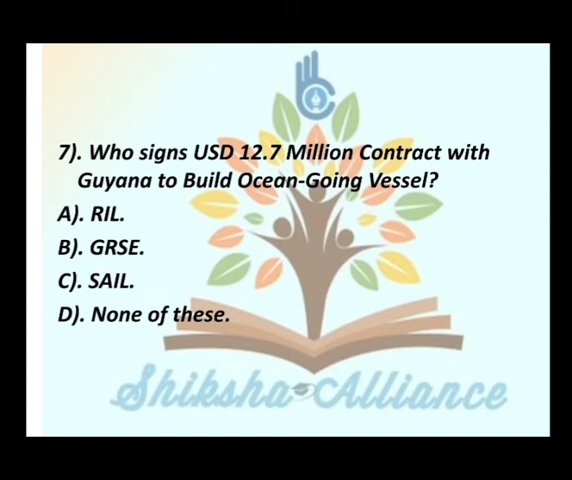 7). Who signs USD 12.7 Million Contract with
Guyana to Build Ocean-Going Vessel?
A). RIL.
B). GRSE.
C). SAIL.
D). None of these.
Shiksha Alliance